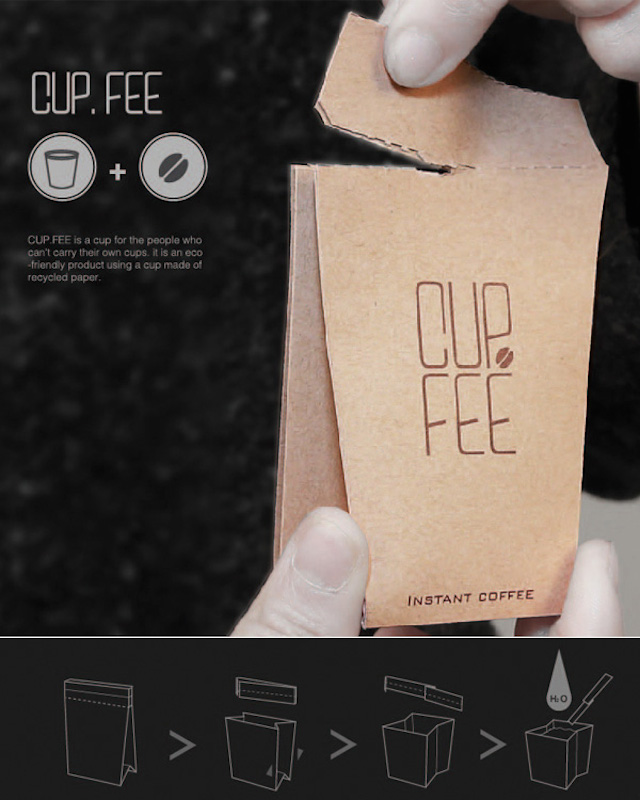 CUP. FEE
+
CUP.FEE is a cup for the people who
can't carry their own cups. it is an eco
-friendly product using a cup made of
recycled paper.
CUP.
FEE
INSTANT COFFEE
> > >
H₂O